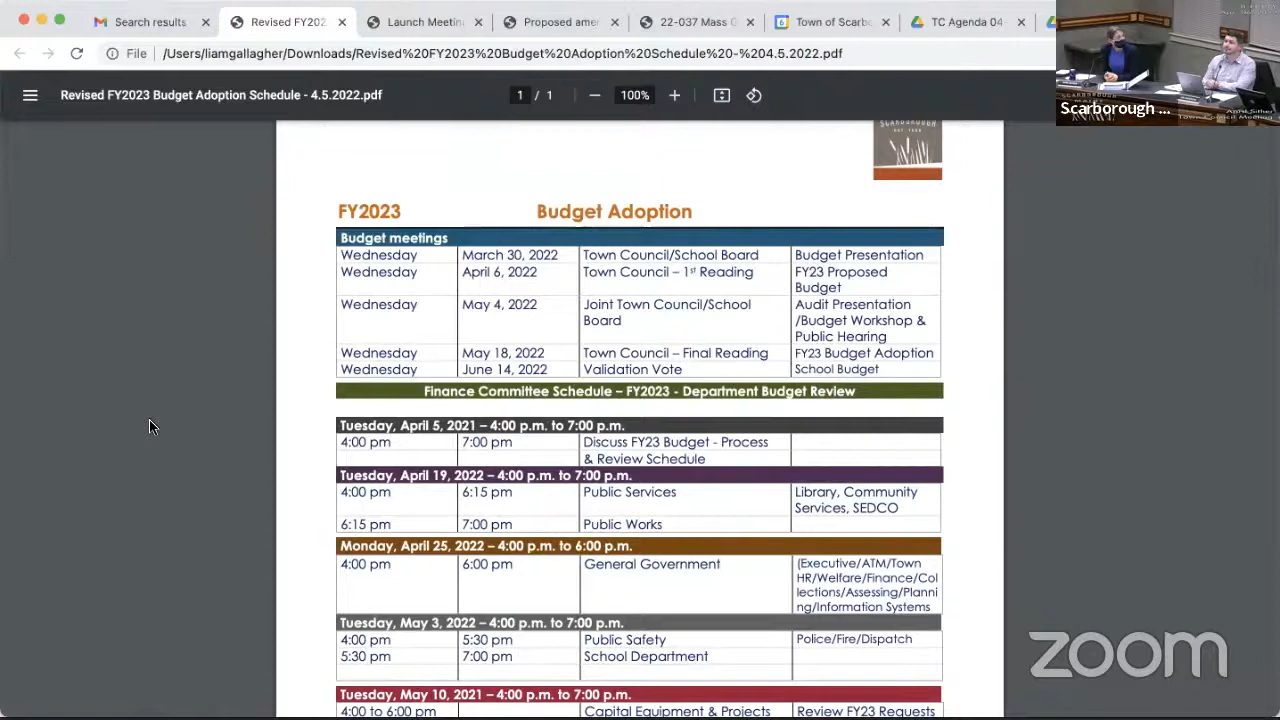 Search results
Revised FY202
Launch Meetin
Proposed ame
22-037 Mass G
Town of Scarb
TC Agenda 04
File /Users/liamgallagher/Downloads/Revised%20FY2023%20Budget%20Adoption%20Schedule%20-%204.5.2022.pdf
Revised FY2023 Budget Adoption Schedule - 4.5.2022.pdf
1 / 1
100%
Scarborough ...
Town Council Meeting
SCARBOROUGH
FY2023 Budget Adoption
Budget meetings
Wednesday March 30, 2022 Town Council/School Board Budget Presentation
Wednesday April 6, 2022 Town Council – 1st Reading FY23 Proposed
Budget
Wednesday May 4, 2022 Joint Town Council/School Audit Presentation
Board /Budget Workshop &
Public Hearing
Wednesday May 18, 2022 Town Council – Final Reading FY23 Budget Adoption
Wednesday June 14, 2022 Validation Vote School Budget
Finance Committee Schedule – FY2023 - Department Budget Review
Tuesday, April 5, 2021 – 4:00 p.m. to 7:00 p.m.
4:00 pm 7:00 pm Discuss FY23 Budget - Process
& Review Schedule
Tuesday, April 19, 2022 – 4:00 p.m. to 7:00 p.m.
4:00 pm 6:15 pm Public Services Library, Community
Services, SEDCO
6:15 pm 7:00 pm Public Works
Monday, April 25, 2022 – 4:00 p.m. to 6:00 p.m.
4:00 pm 6:00 pm General Government (Executive/ATM/Town
HR/Welfare/Finance/Col
lections/Assessing/Planni
ng/Information Systems
Tuesday, May 3, 2022 – 4:00 p.m. to 7:00 p.m.
4:00 pm 5:30 pm Public Safety Police/Fire/Dispatch
5:30 pm 7:00 pm School Department
Tuesday, May 10, 2021 – 4:00 p.m. to 7:00 p.m.
4:00 to 6:00 pm Capital Equipment & Projects Review FY23 Requests
zoom